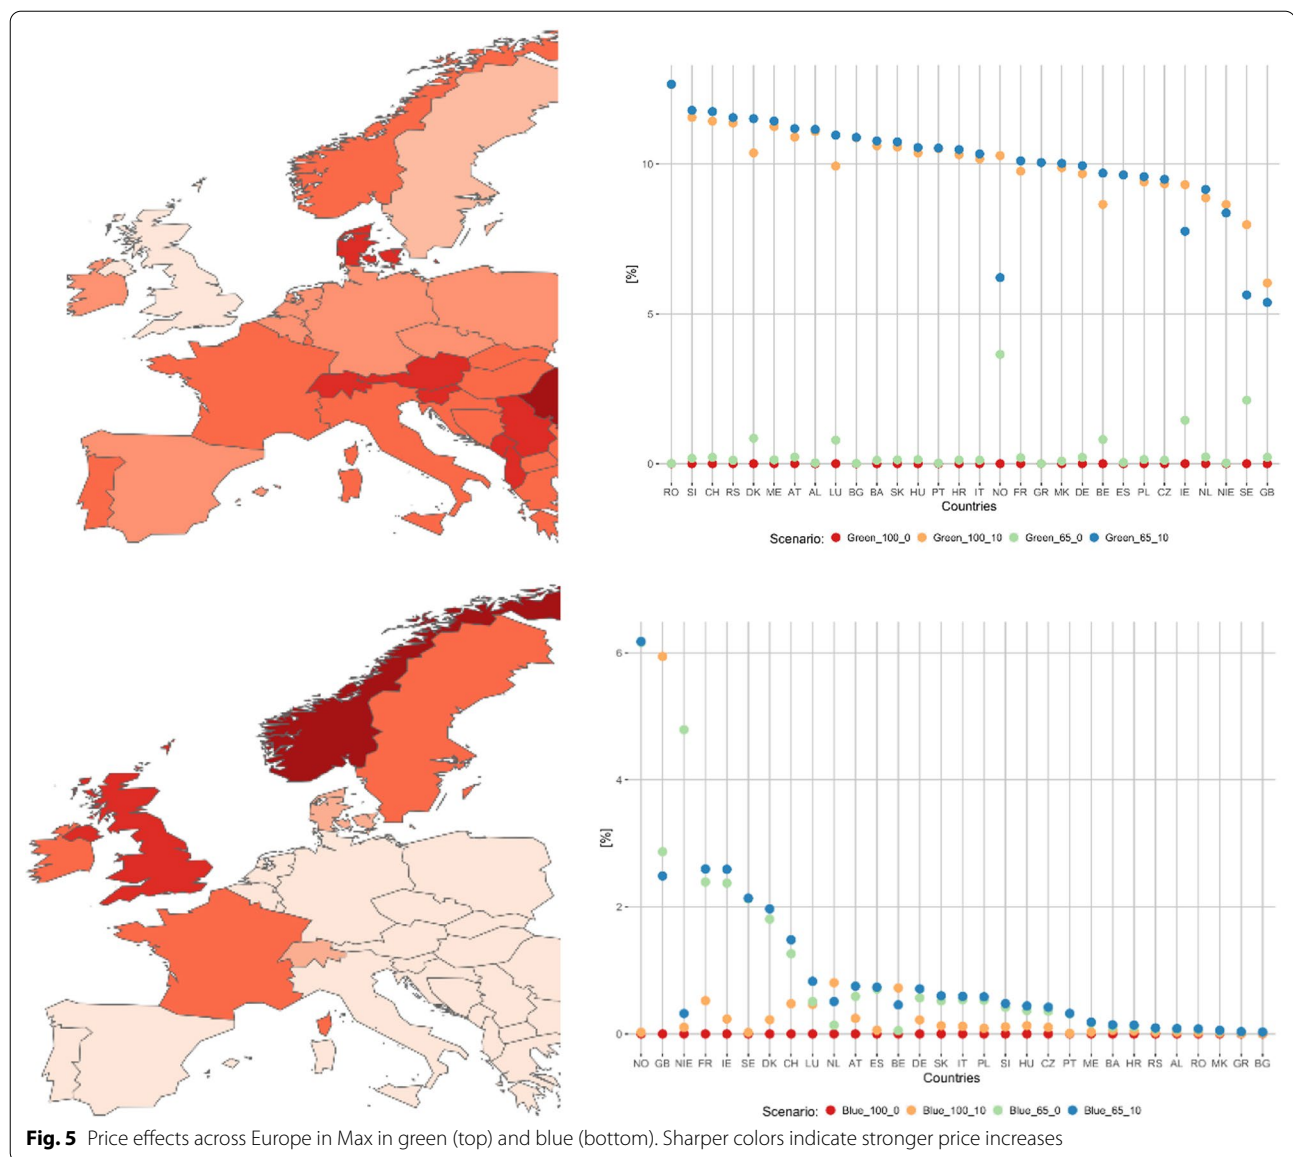 10
5
0
[%]
RO SI CH RS DK ME AT AL LU BG BA SK HU PT HR IT NO FR GR MK DE BE ES PL CZ IE NL NIE SE GB
Countries
Scenario: Green_100_0 Green_100_10 Green_65_0 Green_65_10
6
4
2
0
[%]
NO GB NIE FR IE SE DK CH LU NL AT ES BE DE SK IT PL SI HU CZ PT ME BA HR RS AL RO MK GR BG
Countries
Scenario: Blue_100_0 Blue_100_10 Blue_65_0 Blue_65_10
Fig. 5 Price effects across Europe in Max in green (top) and blue (bottom). Sharper colors indicate stronger price increases